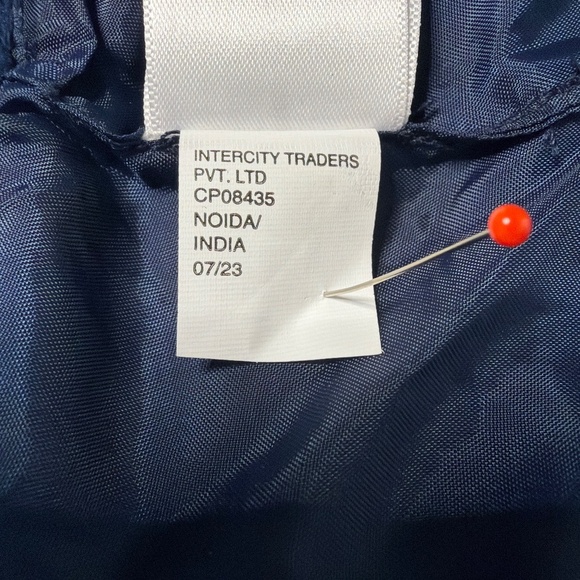 INTERCITY TRADERS
PVT. LTD
CP08435
NOIDA/
INDIA
07/23